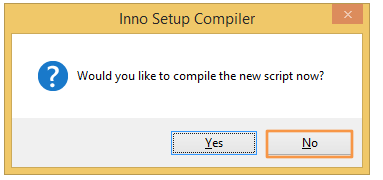 Inno Setup Compiler
Would you like to compile the new script now?
Yes No